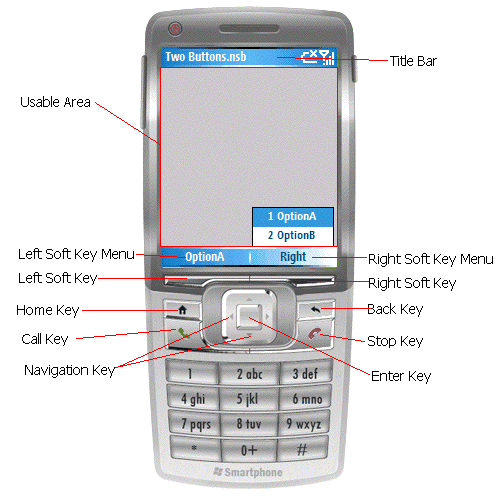 Two Buttons.nsb
Title Bar
Usable Area
1 OptionA
2 OptionB
Left Soft Key Menu
OptionA
Right
Right Soft Key Menu
Left Soft Key
Right Soft Key
Home Key
Back Key
Call Key
Stop Key
Navigation Key
Enter Key
1
2 abc
3 def
4 ghi
5 jkl
6 mno
7 pqrs
8 tuv
9 wxyz
*
0+
#
Smartphone